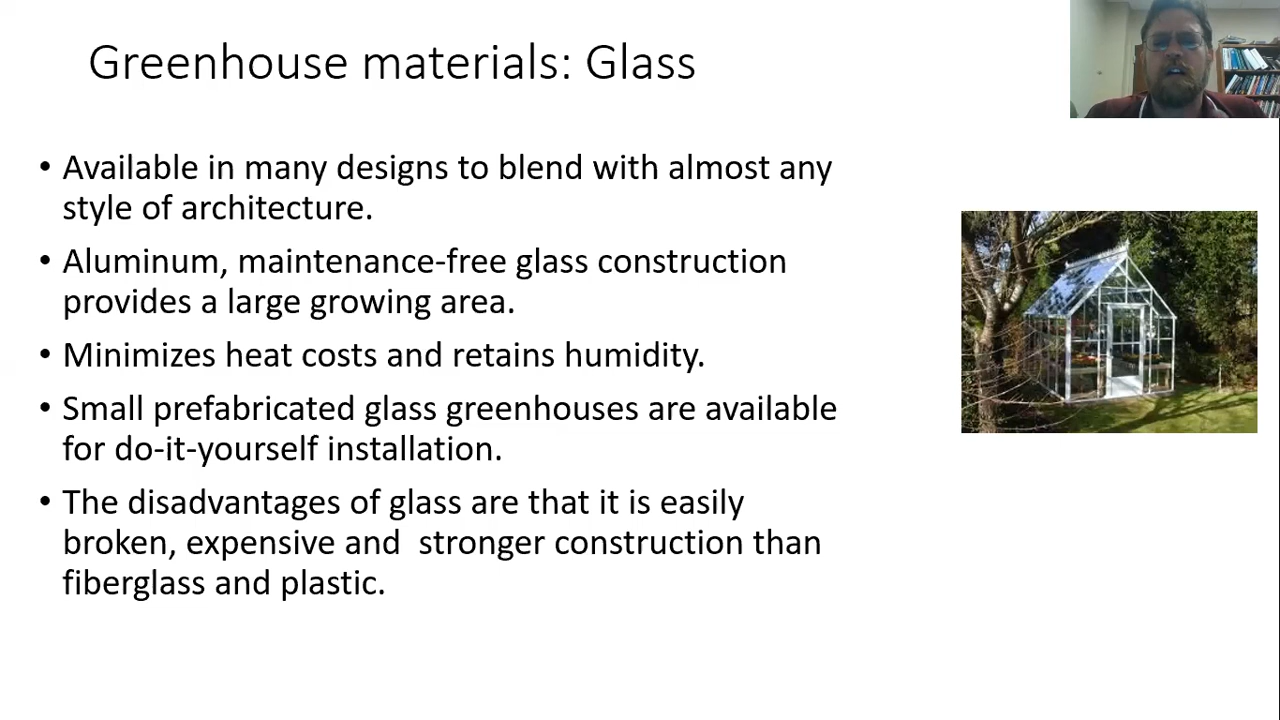 Greenhouse materials: Glass
• Available in many designs to blend with almost any
style of architecture.
• Aluminum, maintenance-free glass construction
provides a large growing area.
• Minimizes heat costs and retains humidity.
• Small prefabricated glass greenhouses are available
for do-it-yourself installation.
• The disadvantages of glass are that it is easily
broken, expensive and  stronger construction than
fiberglass and plastic.